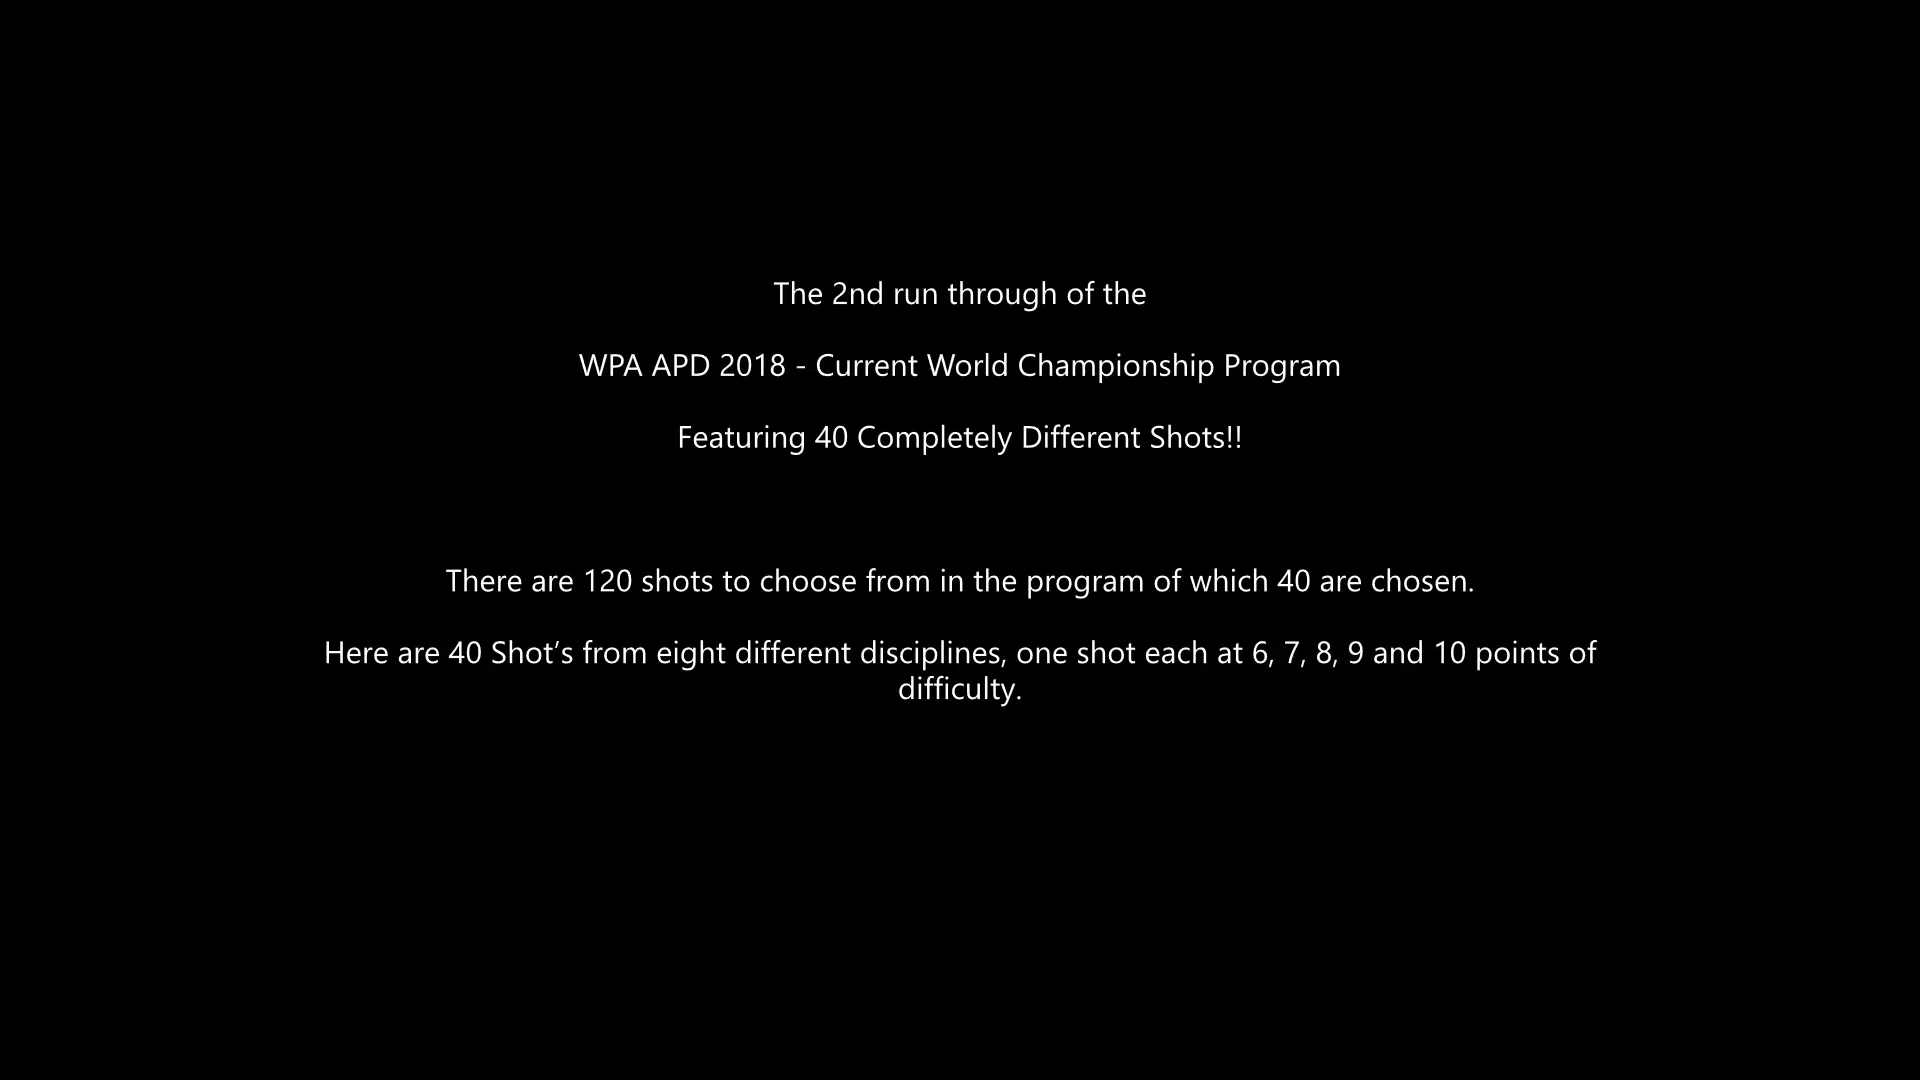 The 2nd run through of the
WPA APD 2018 - Current World Championship Program
Featuring 40 Completely Different Shots!!
There are 120 shots to choose from in the program of which 40 are chosen.
Here are 40 Shot’s from eight different disciplines, one shot each at 6, 7, 8, 9 and 10 points of
difficulty.